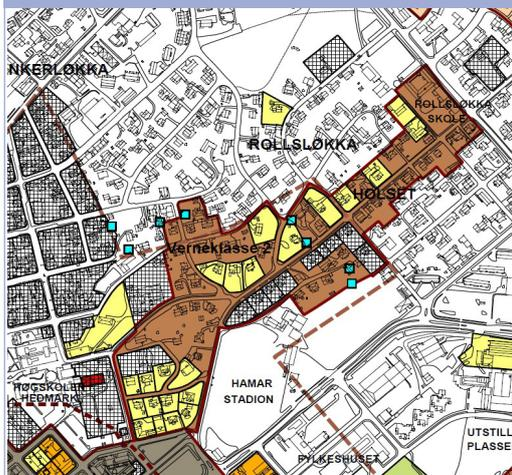 NKERLØKKA
ROLLSLØKKA
SKOLE
ROLLSLØKKA
HOLSET
Verneklasse 2
HØGSKOLEN
HEDMARK
HAMAR
STADION
UTSTILL
PLASSE
FYLKESHUSET